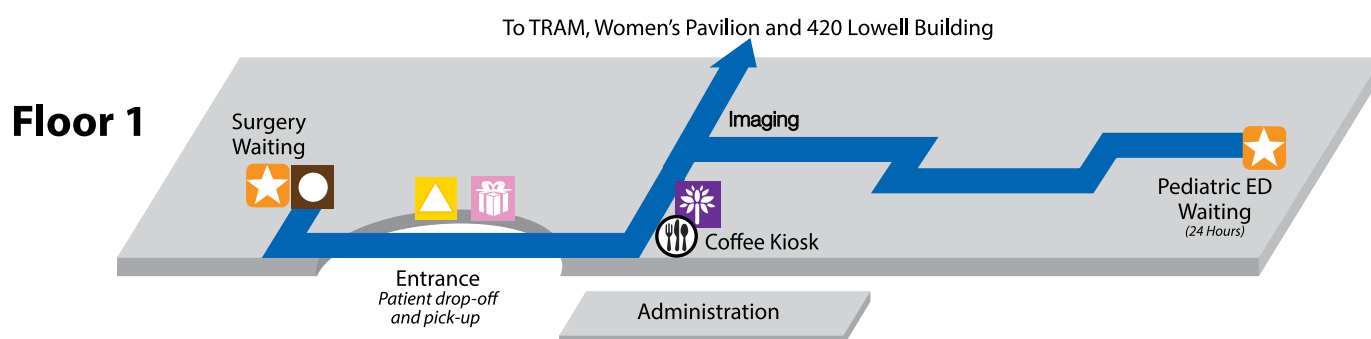 To TRAM, Women’s Pavilion and 420 Lowell Building
Floor 1
Surgery
Waiting
Imaging
Pediatric ED
Waiting
(24 Hours)
Coffee Kiosk
Entrance
Patient drop-off
and pick-up
Administration